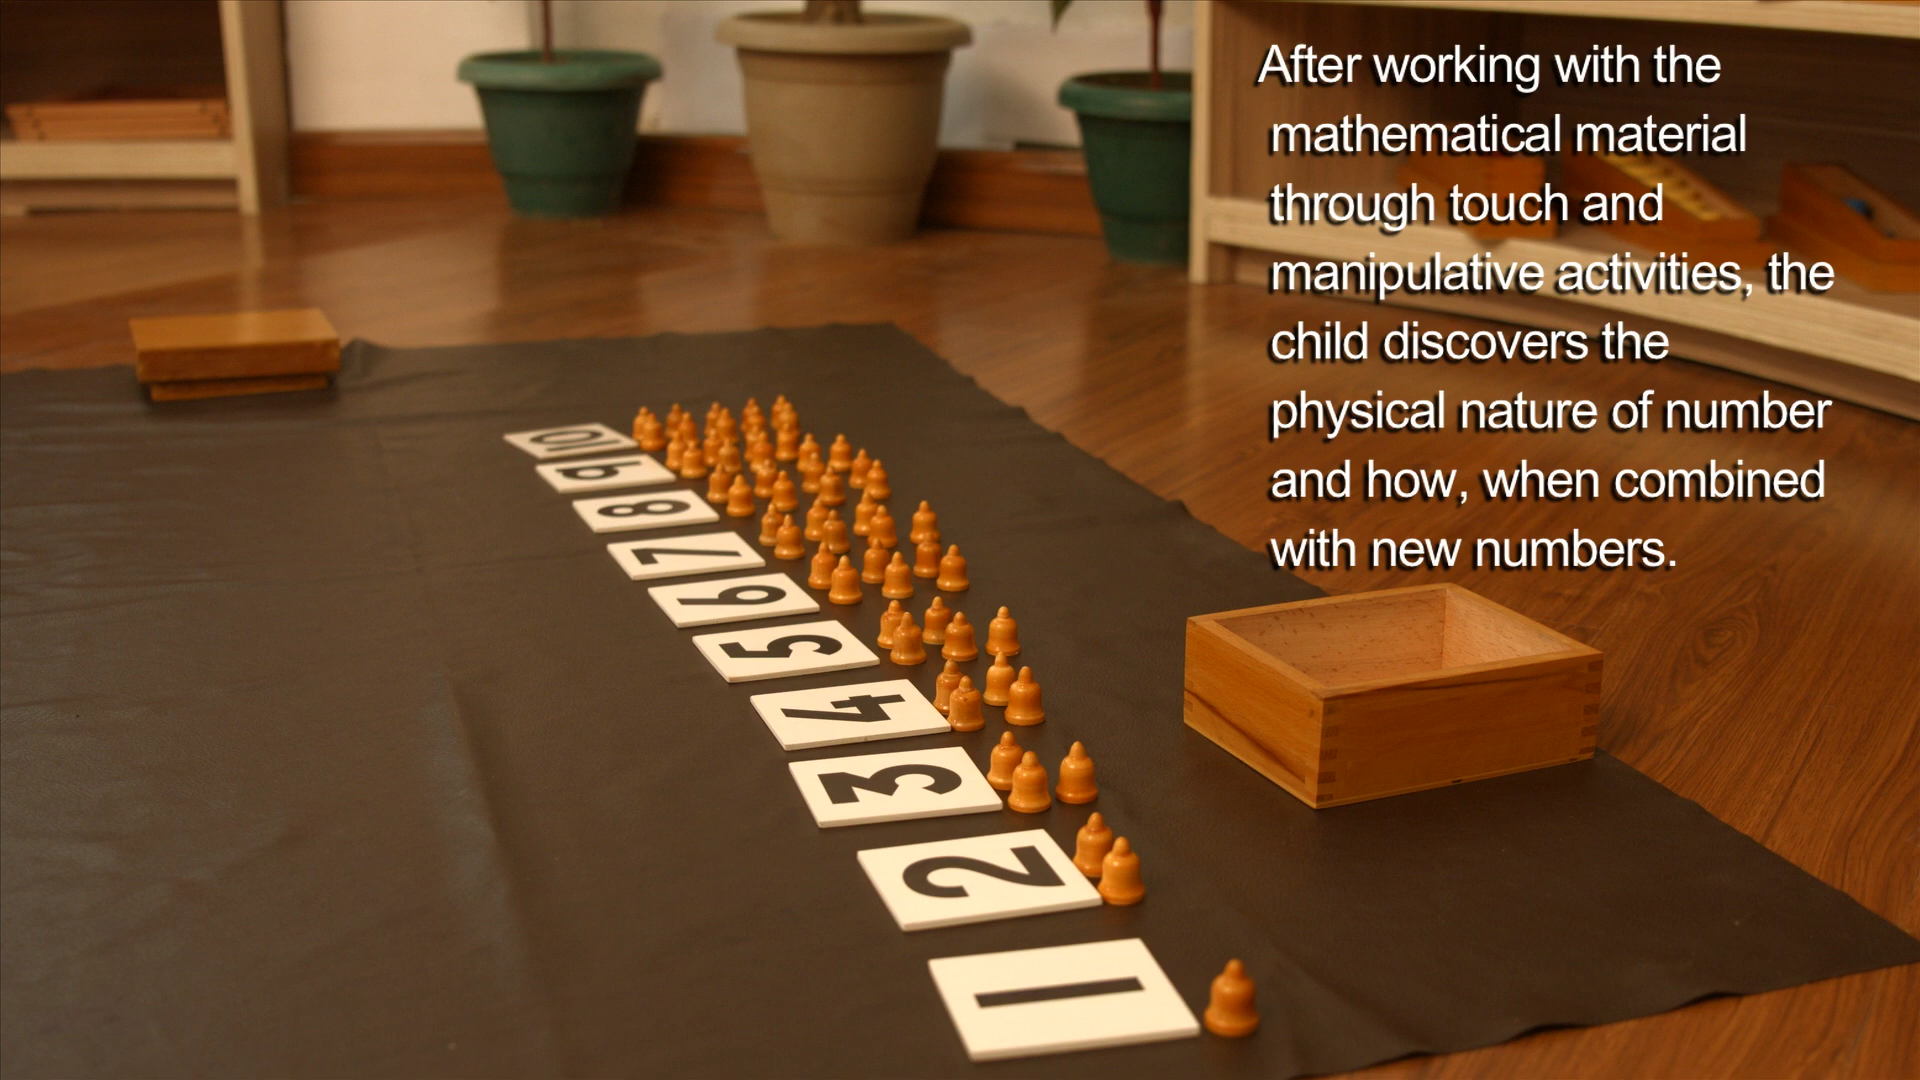 After working with the
mathematical material
through touch and
manipulative activities, the
child discovers the
physical nature of number
and how, when combined
with new numbers.
10
9
8
7
6
5
4
3
2
1